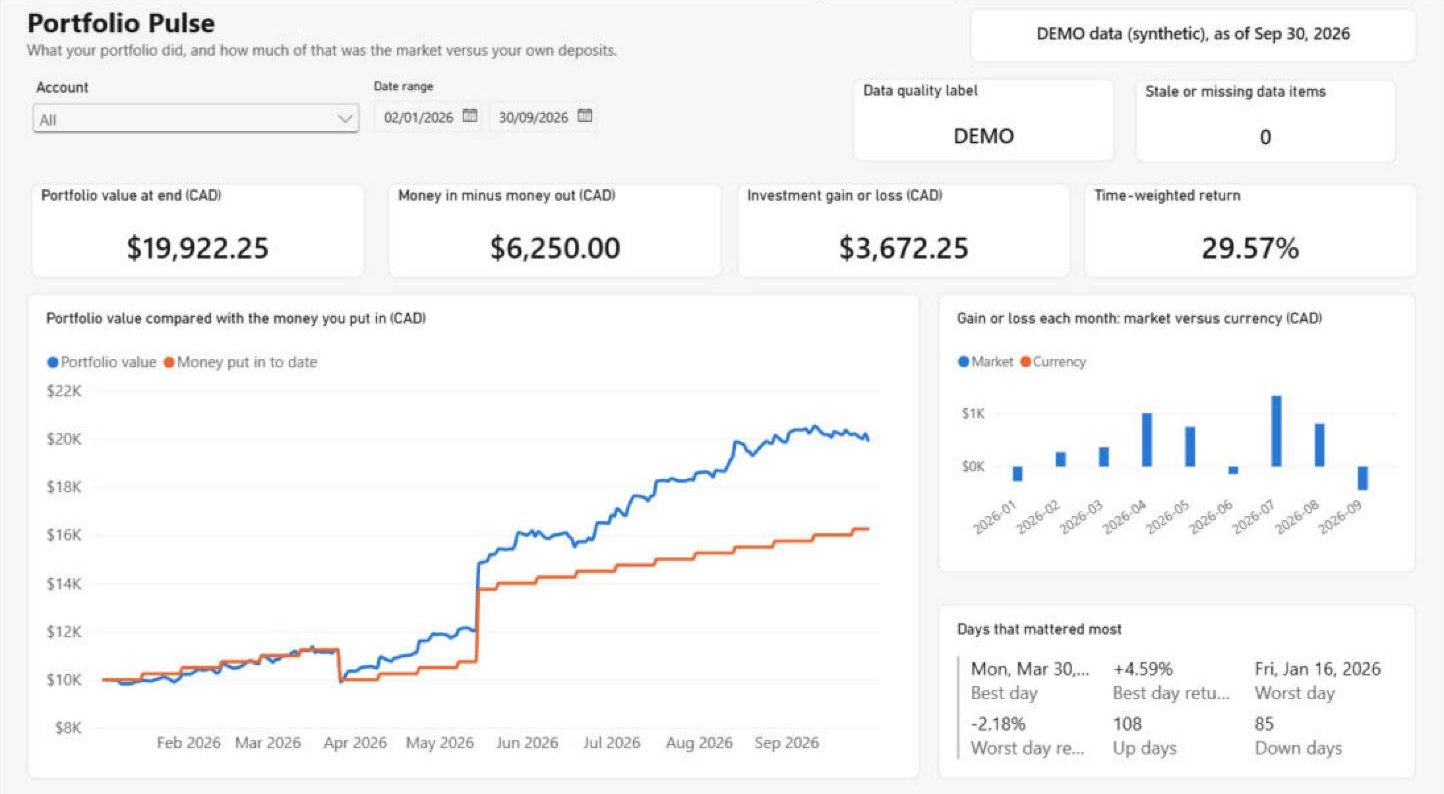 Portfolio Pulse
What your portfolio did, and how much of that was the market versus your own deposits.
DEMO data (synthetic), as of Sep 30, 2026
Account
All
Date range
02/01/2026
30/09/2026
Data quality label
DEMO
Stale or missing data items
0
Portfolio value at end (CAD)
$19,922.25
Money in minus money out (CAD)
$6,250.00
Investment gain or loss (CAD)
$3,672.25
Time-weighted return
29.57%
Portfolio value compared with the money you put in (CAD)
Portfolio value Money put in to date
$22K
$20K
$18K
$16K
$14K
$12K
$10K
$8K
Feb 2026 Mar 2026 Apr 2026 May 2026 Jun 2026 Jul 2026 Aug 2026 Sep 2026
Gain or loss each month: market versus currency (CAD)
Market Currency
$1K
$0K
2026-01 2026-02 2026-03 2026-04 2026-05 2026-06 2026-07 2026-08 2026-09
Days that mattered most
Mon, Mar 30,... +4.59% Fri, Jan 16, 2026
Best day Best day retu... Worst day
-2.18% 108 85
Worst day re... Up days Down days